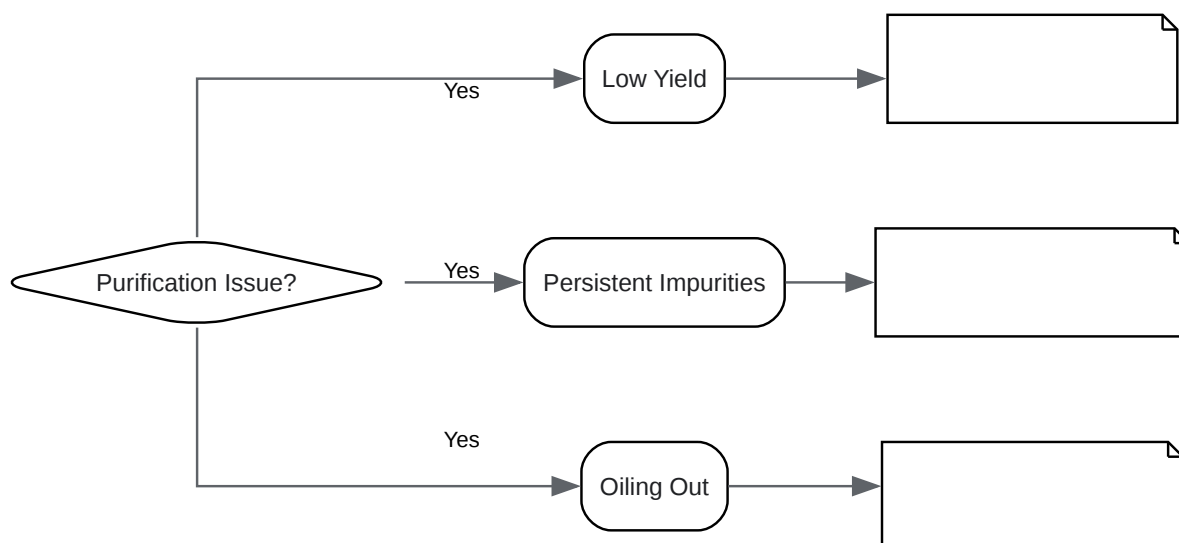 Yes
Low Yield
Purification Issue?
Yes
Persistent Impurities
Yes
Oiling Out